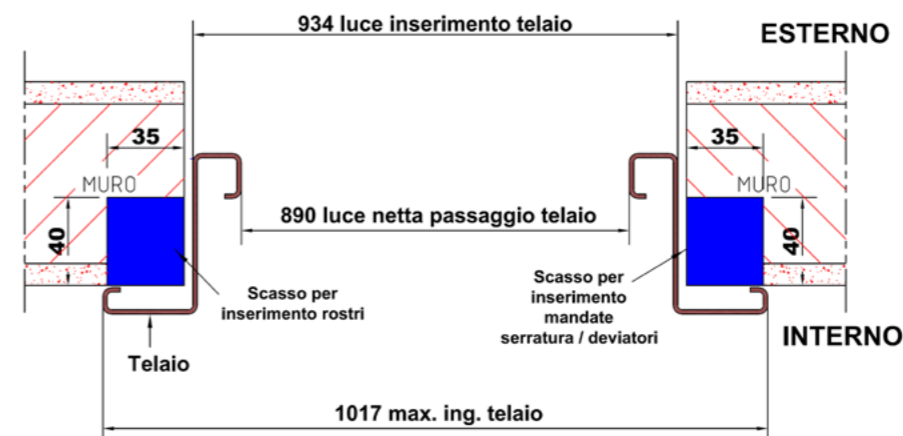 934 luce inserimento telaio
ESTERNO
35
35
MURO
MURO
890 luce netta passaggio telaio
40
40
Scasso per
inserimento rostri
Scasso per
inserimento
mandate
serratura / deviatori
INTERNO
Telaio
1017 max. ing. telaio